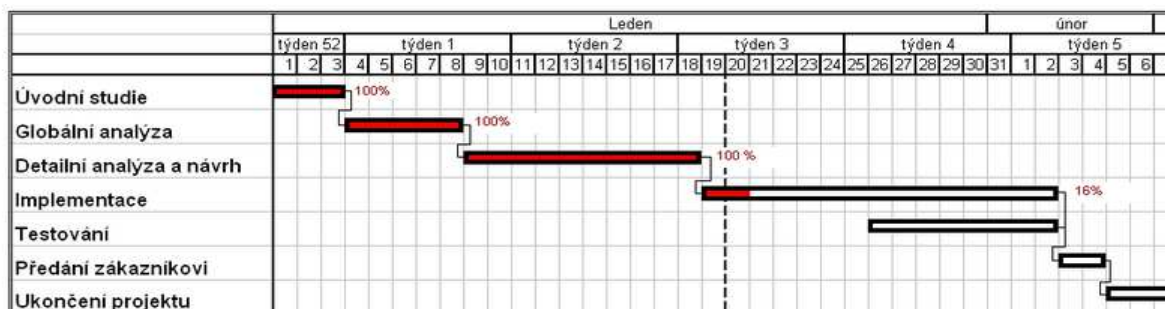 Leden únor
týden 52 týden 1 týden 2 týden 3 týden 4 týden 5
1 2 3 4 5 6 7 8 9 10 11 12 13 14 15 16 17 18 19 20 21 22 23 24 25 26 27 28 29 30 31 1 2 3 4 5 6
Úvodní studie 100%
Globální analýza 100%
Detailní analýza a návrh 100 %
Implementace 16%
Testování
Předání zákazníkovi
Ukončení projektu